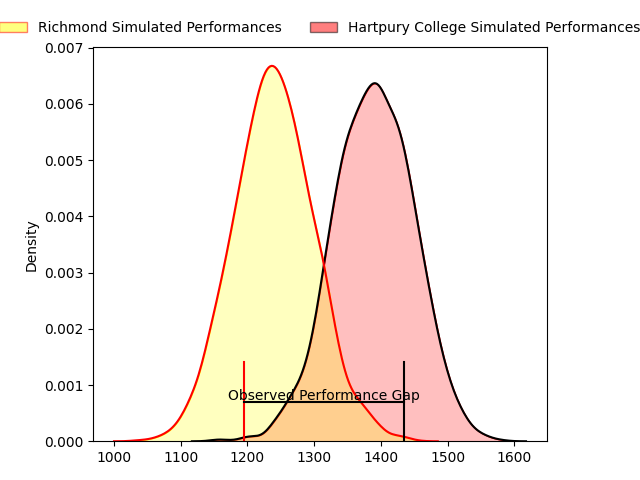 Richmond Simulated Performances Hartpury College Simulated Performances
0.007
0.006
0.005
0.004
0.003
0.002
0.001
0.000
Density
Observed Performance Gap
1000 1100 1200 1300 1400 1500 1600